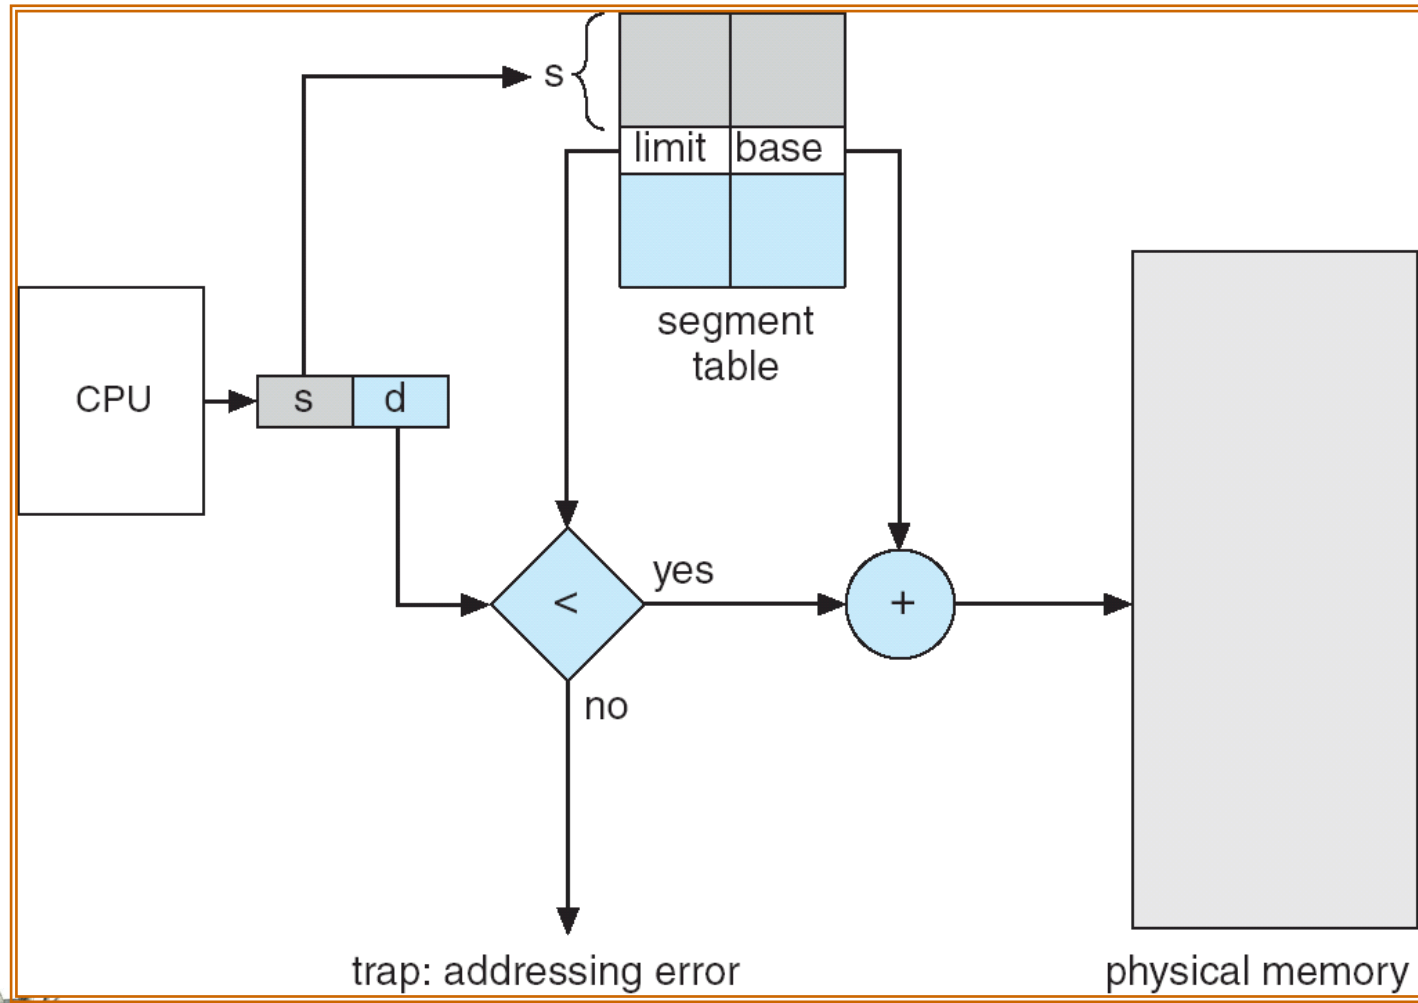 s
limit base
segment
table
CPU
s d
yes
< +
no
trap: addressing error
physical memory